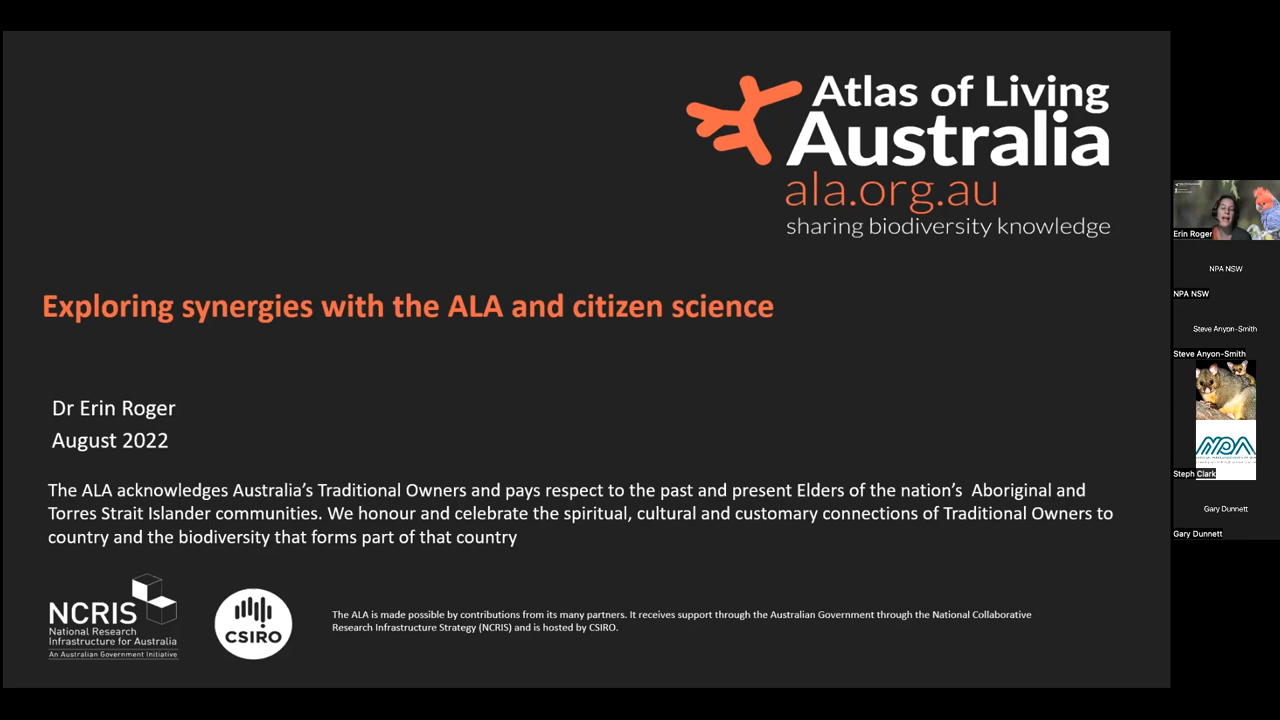 Atlas of Living
Australia
ala.org.au
sharing biodiversity knowledge
Exploring synergies with the ALA and citizen science
Dr Erin Roger
August 2022
The ALA acknowledges Australia's Traditional Owners and pays respect to the past and present Elders of the nation's Aboriginal and
Torres Strait Islander communities. We honour and celebrate the spiritual, cultural and customary connections of Traditional Owners to
country and the biodiversity that forms part of that country
NCRIS
National Research
Infrastructure for Australia
An Australian Government Initiative
CSIRO
The ALA is made possible by contributions from its many partners. It receives support through the Australian Government through the National Collaborative
Research Infrastructure Strategy (NCRIS) and is hosted by CSIRO.
Erin Roger
NPA NSW
NPA NSW
Steve Anyon-Smith
Steve Anyon-Smith
NPA
Steph Clark
Gary Dunnett
Gary Dunnett